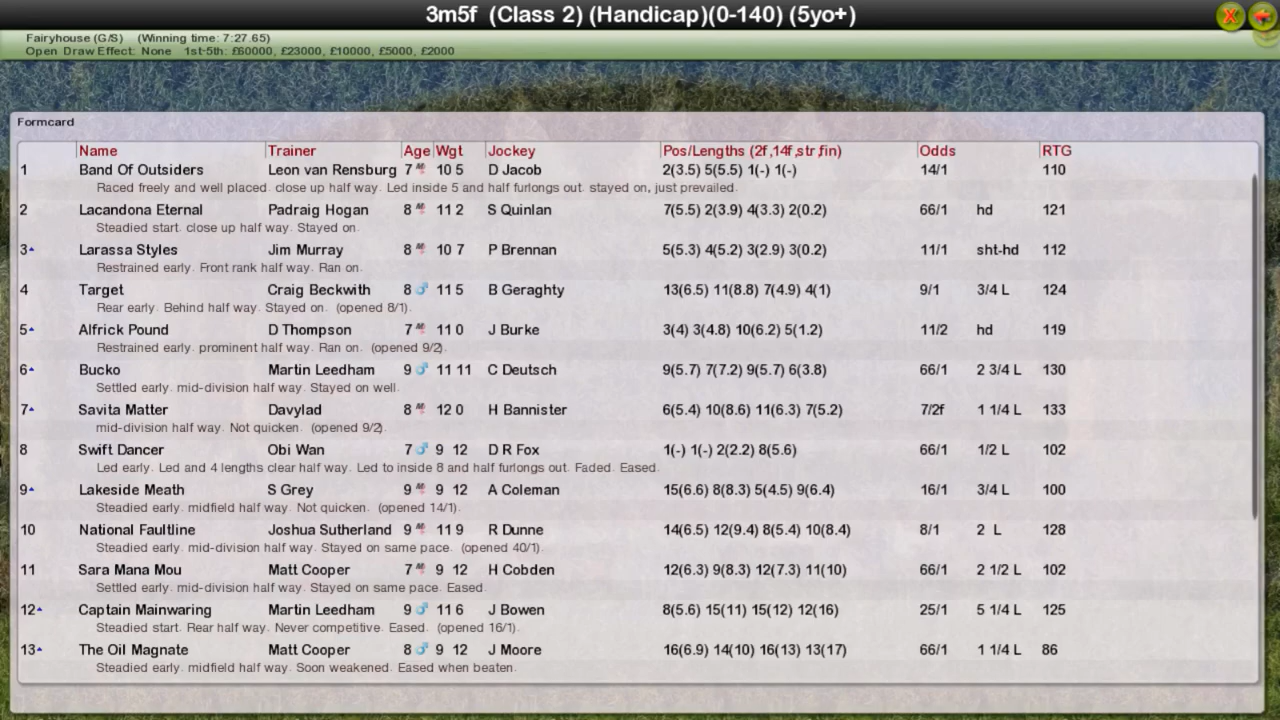 3m5f (Class 2) (Handicap)(0-140) (5yo+)
Fairyhouse (G/S) (Winning time: 7:27.65)
Open Draw Effect: None 1st-5th: £60000, £23000, £10000, £5000, £2000
Formcard
Name Trainer Age Wgt Jockey Pos/Lengths (2f,14f,str,fin) Odds RTG
1 Band Of Outsiders Leon van Rensburg 7 10 5 D Jacob 2(3.5) 5(5.5) 1(-) 1(-) 14/1 110
Raced freely and well placed. close up half way. Led inside 5 and half furlongs out. stayed on, just prevailed.
2 Lacandona Eternal Padraig Hogan 8 11 2 S Quinlan 7(5.5) 2(3.9) 4(3.3) 2(0.2) 66/1 hd 121
Steadied start. close up half way. Stayed on.
3 Larassa Styles Jim Murray 8 10 7 P Brennan 5(5.3) 4(5.2) 3(2.9) 3(0.2) 11/1 sht-hd 112
Restrained early. Front rank half way. Ran on.
4 Target Craig Beckwith 8 11 5 B Geraghty 13(6.5) 11(8.8) 7(4.9) 4(1) 9/1 3/4 L 124
Rear early. Behind half way. Stayed on. (opened 8/1).
5 Alfrick Pound D Thompson 7 11 0 J Burke 3(4) 3(4.8) 10(6.2) 5(1.2) 11/2 hd 119
Restrained early. prominent half way. Ran on. (opened 9/2).
6 Bucko Martin Leedham 9 11 11 C Deutsch 9(5.7) 7(7.2) 9(5.7) 6(3.8) 66/1 2 3/4 L 130
Settled early. mid-division half way. Stayed on well.
7 Savita Matter Davylad 8 12 0 H Bannister 6(5.4) 10(8.6) 11(6.3) 7(5.2) 7/2f 1 1/4 L 133
mid-division half way. Not quicken. (opened 9/2).
8 Swift Dancer Obi Wan 7 9 12 D R Fox 1(-) 1(-) 2(2.2) 8(5.6) 66/1 1/2 L 102
Led early. Led and 4 lengths clear half way. Led to inside 8 and half furlongs out. Faded. Eased.
9 Lakeside Meath S Grey 9 9 12 A Coleman 15(6.6) 8(8.3) 5(4.5) 9(6.4) 16/1 3/4 L 100
Steadied early. midfield half way. Not quicken. (opened 14/1).
10 National Faultline Joshua Sutherland 9 11 9 R Dunne 14(6.5) 12(9.4) 8(5.4) 10(8.4) 8/1 2 L 128
Steadied early. mid-division half way. Stayed on same pace. (opened 40/1).
11 Sara Mana Mou Matt Cooper 7 9 12 H Cobden 12(6.3) 9(8.3) 12(7.3) 11(10) 66/1 2 1/2 L 102
Settled early. mid-division half way. Stayed on same pace. Eased.
12 Captain Mainwaring Martin Leedham 9 11 6 J Bowen 8(5.6) 15(11) 15(12) 12(16) 25/1 5 1/4 L 125
Steadied start. Rear half way. Never competitive. Eased. (opened 16/1).
13 The Oil Magnate Matt Cooper 8 9 12 J Moore 16(6.9) 14(10) 16(13) 13(17) 66/1 1 1/4 L 86
Steadied early. midfield half way. Soon weakened. Eased when beaten.